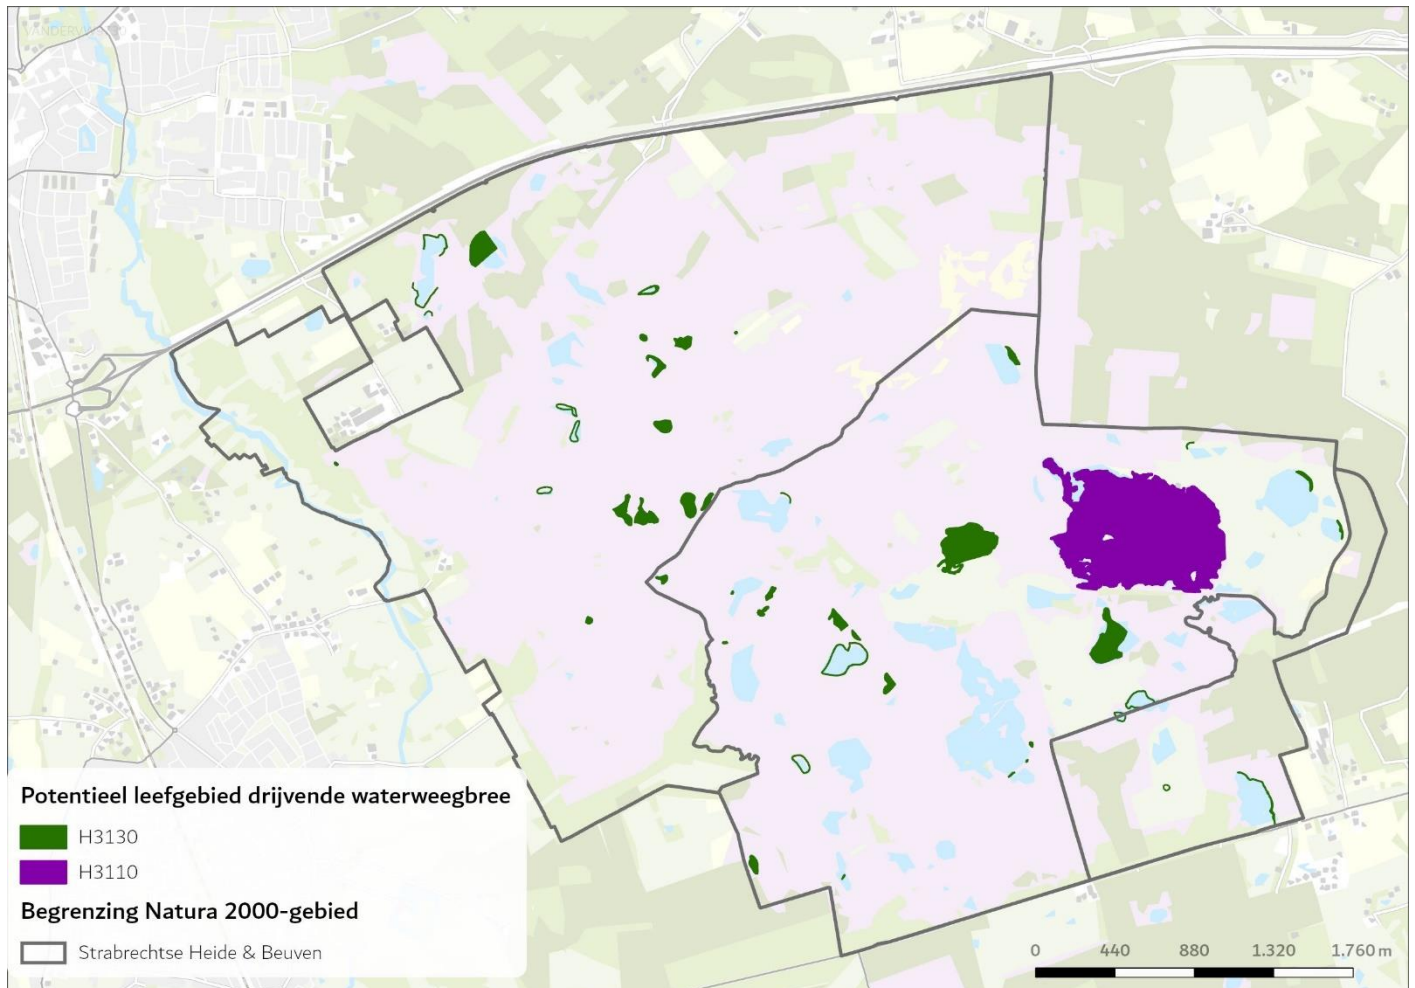 Potentieel leefgebied drijvende waterweegbree
H3130
H3110
Begrenzing Natura 2000-gebied
Strabrechtse Heide & Beuven
0 440 880 1.320 1.760 m